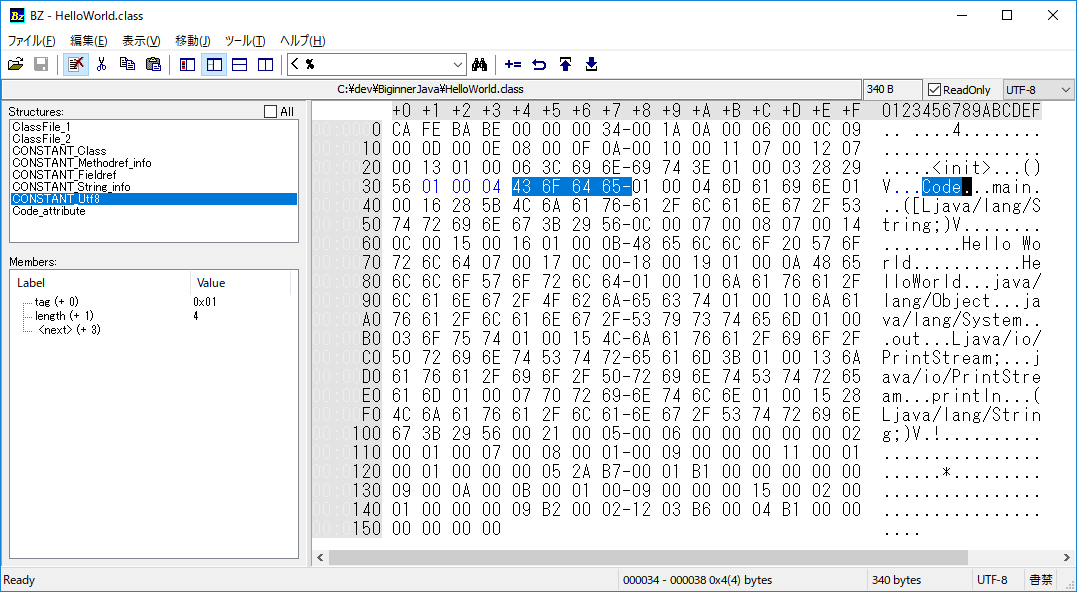 BZ - HelloWorld.class
ファイル(F) 編集(E) 表示(V) 移動(J) ツール(T) ヘルプ(H)
< %
C:¥dev¥BiginnerJava¥HelloWorld.class 340 B ReadOnly UTF-8
Structures: All
ClassFile_1
ClassFile_2
CONSTANT_Class
CONSTANT_Methodref_info
CONSTANT_Fieldref
CONSTANT_String_info
CONSTANT_Utf8
Code_attribute
Members:
Label Value
tag (+ 0) 0x01
length (+ 1) 4
<next> (+ 3)
+0 +1 +2 +3 +4 +5 +6 +7 +8 +9 +A +B +C +D +E +F 0123456789ABCDEF
0 CA FE BA BE 00 00 00 34-00 1A 0A 00 06 00 0C 09 .. ....4........
10 00 0D 00 0E 08 00 0F 0A-00 10 00 11 07 00 12 07 ................
20 00 13 01 00 06 3C 69 6E-69 74 3E 01 00 03 28 29 .....<init>...()
30 56 01 00 04 43 6F 64 65-01 00 04 6D 61 69 6E 01 V...Code...main.
40 00 16 28 5B 4C 6A 61 76-61 2F 6C 61 6E 67 2F 53 ..([Ljava/lang/S
50 74 72 69 6E 67 3B 29 56-0C 00 07 00 08 07 00 14 tring;)V........
60 0C 00 15 00 16 01 00 0B-48 65 6C 6C 6F 20 57 6F ........Hello Wo
70 72 6C 64 07 00 17 0C 00-18 00 19 01 00 0A 48 65 rld...........He
80 6C 6C 6F 57 6F 72 6C 64-01 00 10 6A 61 76 61 2F lloWorld...java/
90 6C 61 6E 67 2F 4F 62 6A-65 63 74 01 00 10 6A 61 lang/Object...ja
A0 76 61 2F 6C 61 6E 67 2F-53 79 73 74 65 6D 01 00 va/lang/System..
B0 03 6F 75 74 01 00 15 4C-6A 61 76 61 2F 69 6F 2F .out...Ljava/io/
C0 50 72 69 6E 74 53 74 72-65 61 6D 3B 01 00 13 6A PrintStream;...j
D0 61 76 61 2F 69 6F 2F 50-72 69 6E 74 53 74 72 65 ava/io/PrintStre
E0 61 6D 01 00 07 70 72 69-6E 74 6C 6E 01 00 15 28 am...println...(
F0 4C 6A 61 76 61 2F 6C 61-6E 67 2F 53 74 72 69 6E Ljava/lang/Strin
100 67 3B 29 56 00 21 00 05-00 06 00 00 00 00 00 02 g;)V.!..........
110 00 01 00 07 00 08 00 01-00 09 00 00 00 11 00 01 ................
120 00 01 00 00 00 05 2A B7-00 01 B1 00 00 00 00 00 ......*.........
130 09 00 0A 00 0B 00 01 00-09 00 00 00 15 00 02 00 ................
140 01 00 00 00 09 B2 00 02-12 03 B6 00 04 B1 00 00 ................
150 00 00 00 00 ....
Ready 000034 - 000038 0x4(4) bytes 340 bytes UTF-8 書禁